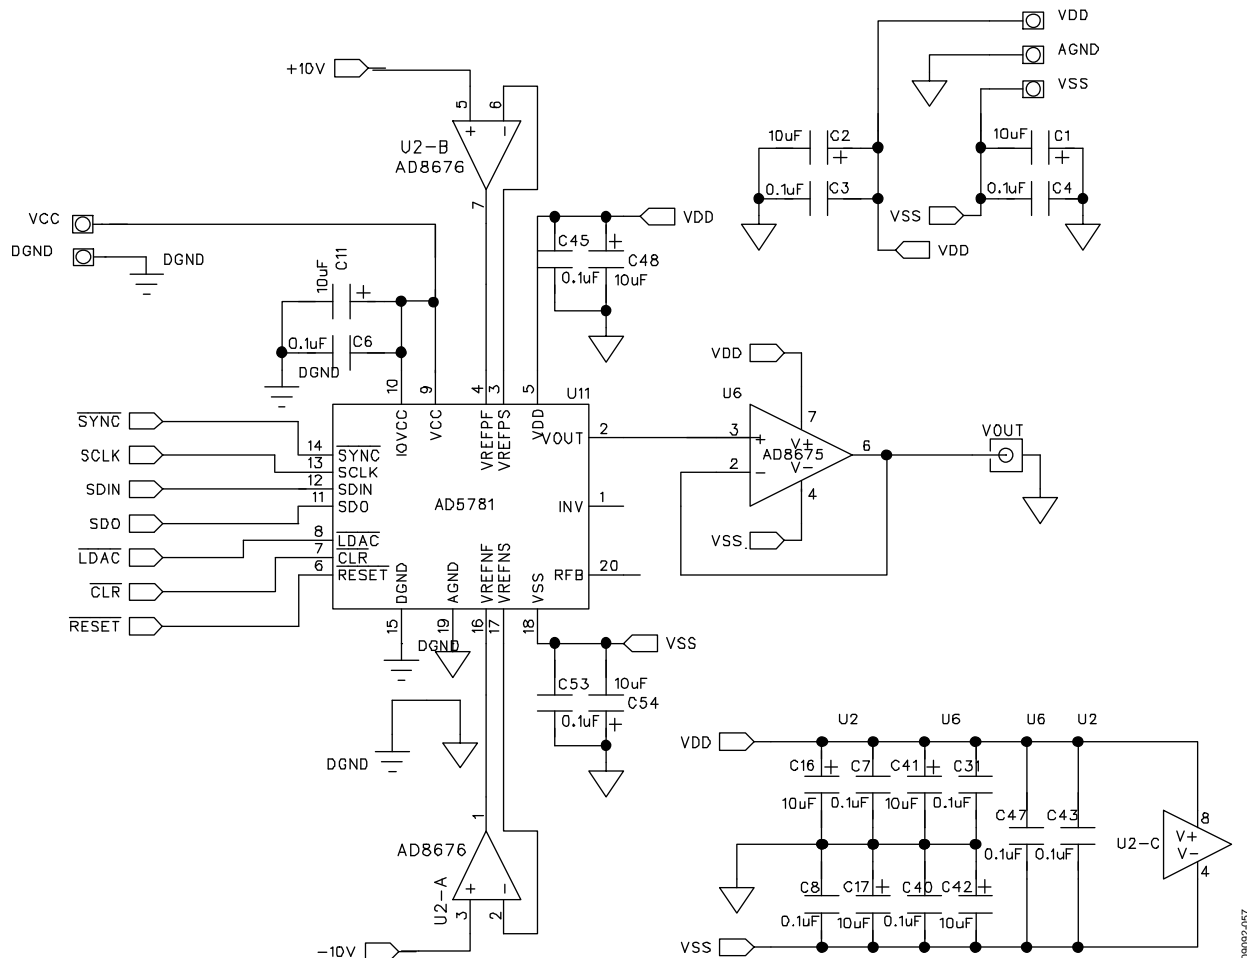 VDD
AGND
VSS
+10V
5
6
+
−
U2-B
AD8676
7
10uF
C2
+
0.1uF
C3
10uF
C1
+
0.1uF
C4
VSS
VDD
VCC
DGND
DGND
10uF
C11
+
0.1uF
C6
DGND
C45
0.1uF
+
C48
10uF
VDD
10
9
4
3
5
U11
IOVCC
VCC
VREFPF
VREFPS
VDD
SYNC
SCLK
SDIN
SDO
LDAC
CLR
RESET
14
13
12
11
8
7
6
SYNC
SCLK
SDIN
SDO
LDAC
CLR
RESET
AD5781
VOUT
2
INV
1
RFB
20
DGND
AGND
VREFNF
VREFNS
VSS
15
19
16
17
18
DGND
VDD
U6
7
3
+
V+
AD8675
V−
2
−
4
6
VSS
VOUT
VSS
C53
0.1uF
10uF
C54
+
DGND
1
AD8676
U2-A
+
−
3
2
−10V
U2
U6
U6
U2
VDD
C16
+
10uF
C7
0.1uF
C41
+
10uF
C31
0.1uF
C47
0.1uF
C43
0.1uF
U2-C
V+
V−
8
4
C8
0.1uF
C17
+
10uF
C40
0.1uF
C42
+
10uF
VSS
09092-057